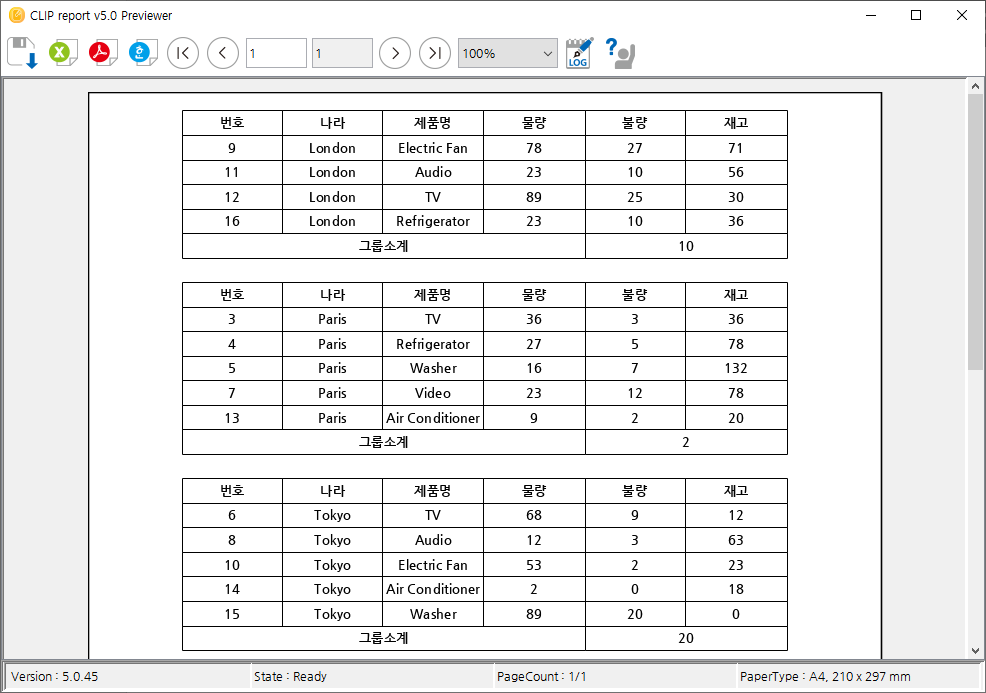 CLIP report v5.0 Previewer
1 1 100% LOG
번호 나라 제품명 물량 불량 재고
9 London Electric Fan 78 27 71
11 London Audio 23 10 56
12 London TV 89 25 30
16 London Refrigerator 23 10 36
그룹소계 10
번호 나라 제품명 물량 불량 재고
3 Paris TV 36 3 36
4 Paris Refrigerator 27 5 78
5 Paris Washer 16 7 132
7 Paris Video 23 12 78
13 Paris Air Conditioner 9 2 20
그룹소계 2
번호 나라 제품명 물량 불량 재고
6 Tokyo TV 68 9 12
8 Tokyo Audio 12 3 63
10 Tokyo Electric Fan 53 2 23
14 Tokyo Air Conditioner 2 0 18
15 Tokyo Washer 89 20 0
그룹소계 20
Version : 5.0.45 State : Ready PageCount : 1/1 PaperType : A4, 210 x 297 mm